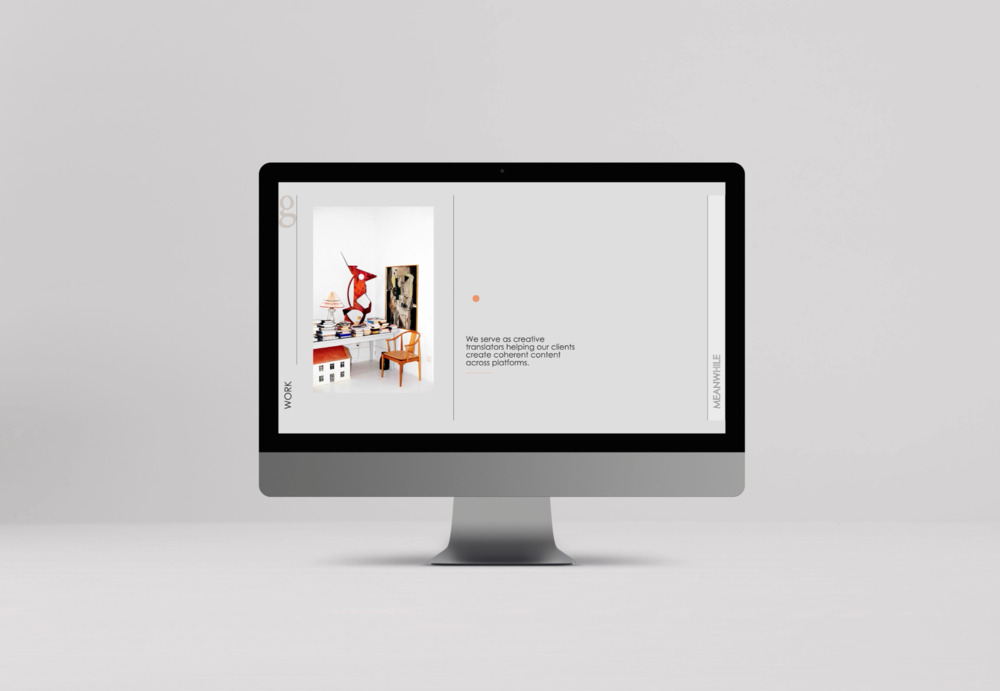 g
WORK
We serve as creative
translators helping our clients
create coherent content
across platforms.
MEANWHILE